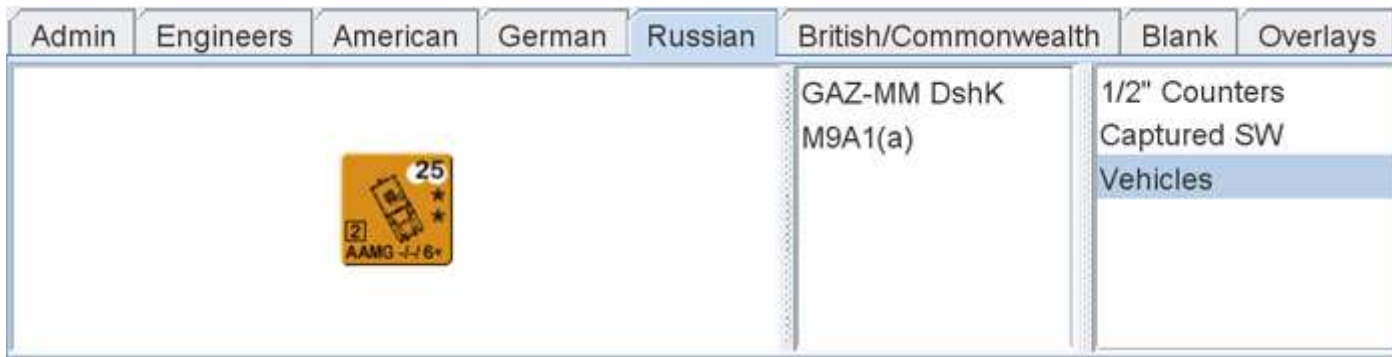 Admin Engineers American German Russian British/Commonwealth Blank Overlays
GAZ-MM DshK
M9A1(a)
1/2" Counters
Captured SW
Vehicles
25
2
AAMG -/-/6+